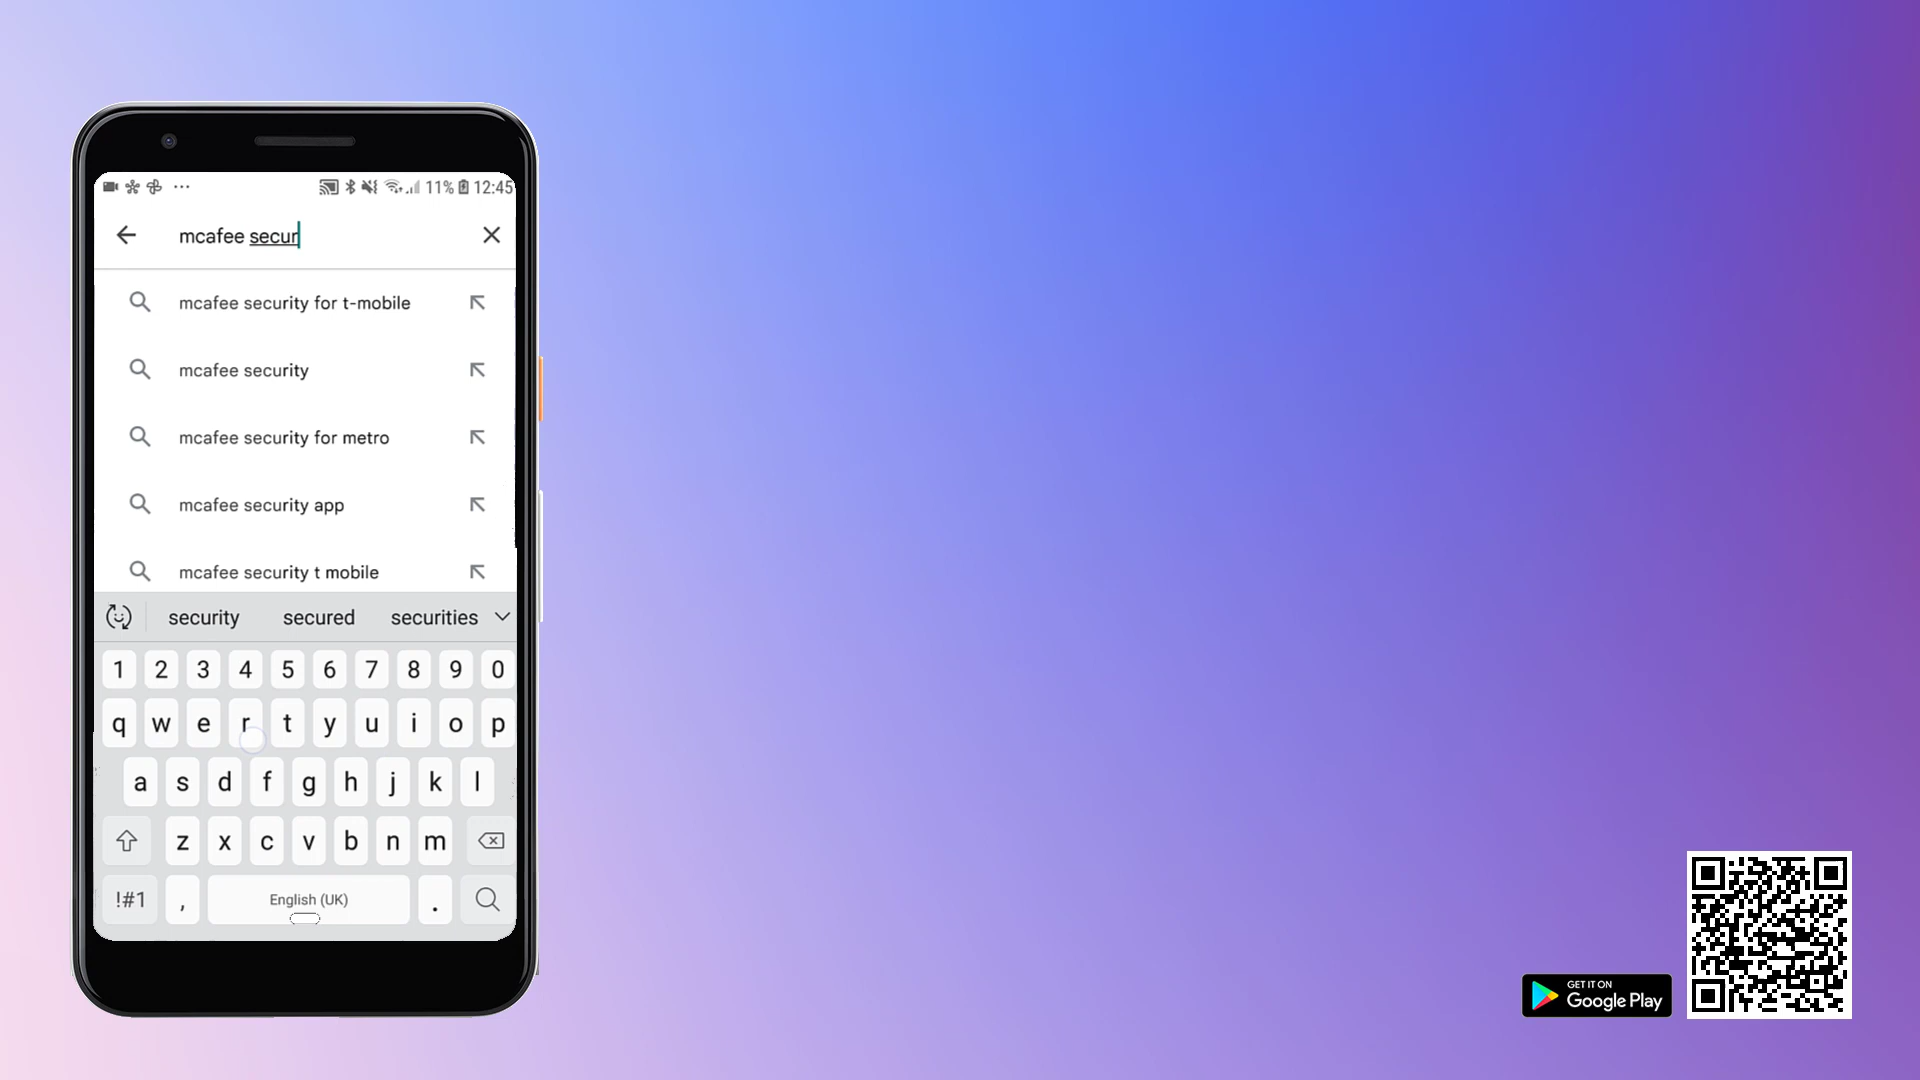 11% 12:45
mcafee secur
mcafee security for t-mobile
mcafee security
mcafee security for metro
mcafee security app
mcafee security t mobile
security secured securities
1 2 3 4 5 6 7 8 9 0
q w e r t y u i o p
a s d f g h j k l
z x c v b n m
!#1 , English (UK) .
GET IT ON
Google Play